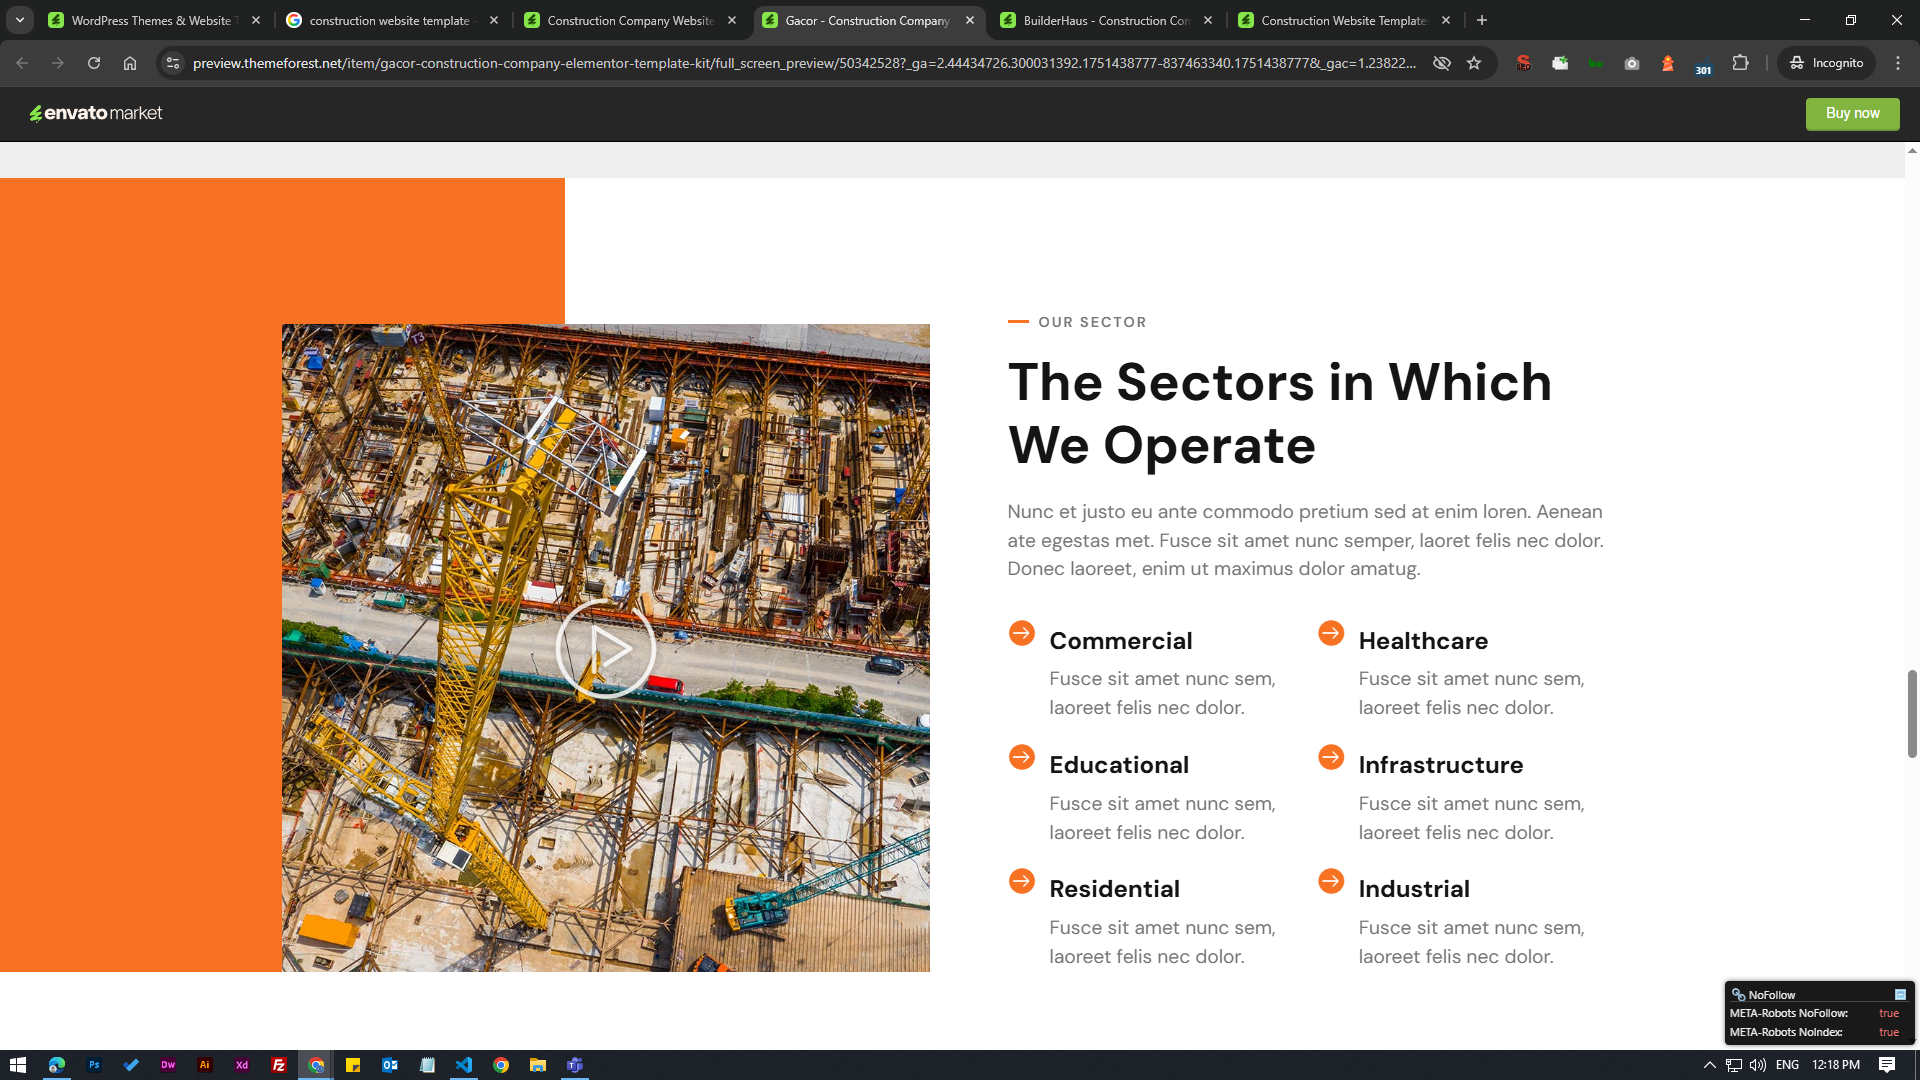 WordPress Themes & Website T
construction website template -
Construction Company Website
Gacor - Construction Company
BuilderHaus - Construction Con
Construction Website Template
preview.themeforest.net/item/gacor-construction-company-elementor-template-kit/full_screen_preview/50342528?_ga=2.44434726.300031392.1751438777-837463340.1751438777&_gac=1.23822...
SEO
301
Incognito
envato market
Buy now
OUR SECTOR
The Sectors in Which
We Operate
Nunc et justo eu ante commodo pretium sed at enim loren. Aenean
ate egestas met. Fusce sit amet nunc semper, laoret felis nec dolor.
Donec laoreet, enim ut maximus dolor amatug.
Commercial
Fusce sit amet nunc sem,
laoreet felis nec dolor.
Healthcare
Fusce sit amet nunc sem,
laoreet felis nec dolor.
Educational
Fusce sit amet nunc sem,
laoreet felis nec dolor.
Infrastructure
Fusce sit amet nunc sem,
laoreet felis nec dolor.
Residential
Fusce sit amet nunc sem,
laoreet felis nec dolor.
Industrial
Fusce sit amet nunc sem,
laoreet felis nec dolor.
T3
NoFollow
META-Robots NoFollow: true
META-Robots NoIndex: true
Ps
Dw
Ai
Xd
Fz
ENG
12:18 PM